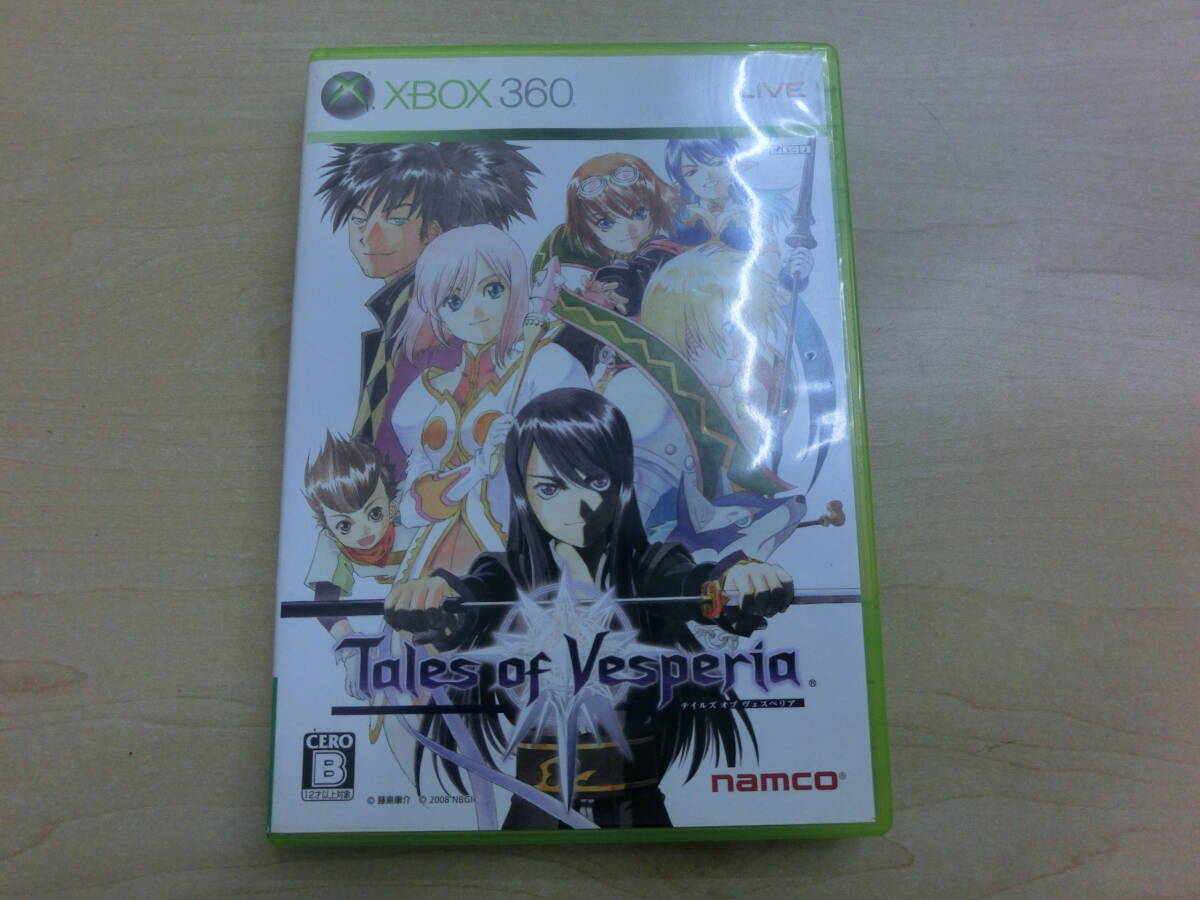 XBOX 360
LIVE
Tales of Vesperia®
テイルズ オブ ヴェスペリア
CERO
B
12才以上対象
© 藤島康介 © 2008 NBGI
namco®